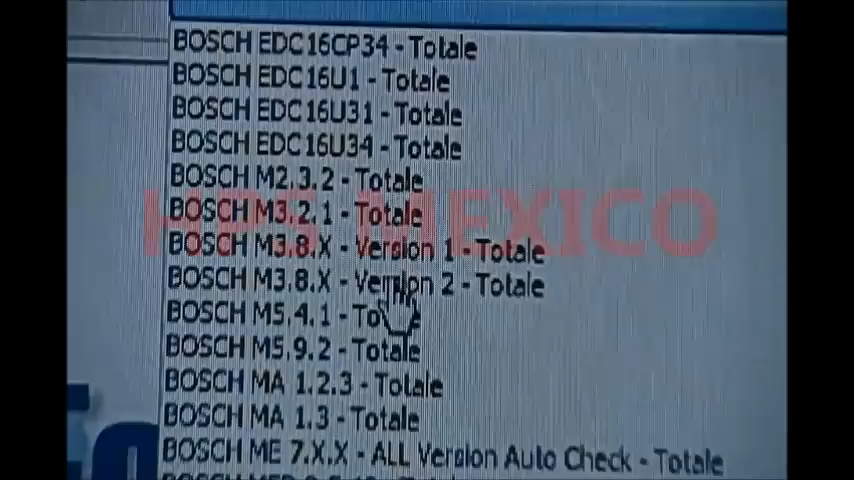 BOSCH EDC16CP34 - Totale
BOSCH EDC16U1 - Totale
BOSCH EDC16U31 - Totale
BOSCH EDC16U34 - Totale
BOSCH M2.3.2 - Totale
BOSCH M3.2.1 - Totale
HPS MEXICO
BOSCH M3.8.X - Version 1 - Totale
BOSCH M3.8.X - Version 2 - Totale
BOSCH M5.4.1 -
BOSCH M5.9.2 - Totale
BOSCH MA 1.2.3 - Totale
BOSCH MA 1.3 - Totale
BOSCH ME 7.X.X - ALL Version Auto Check - Totale